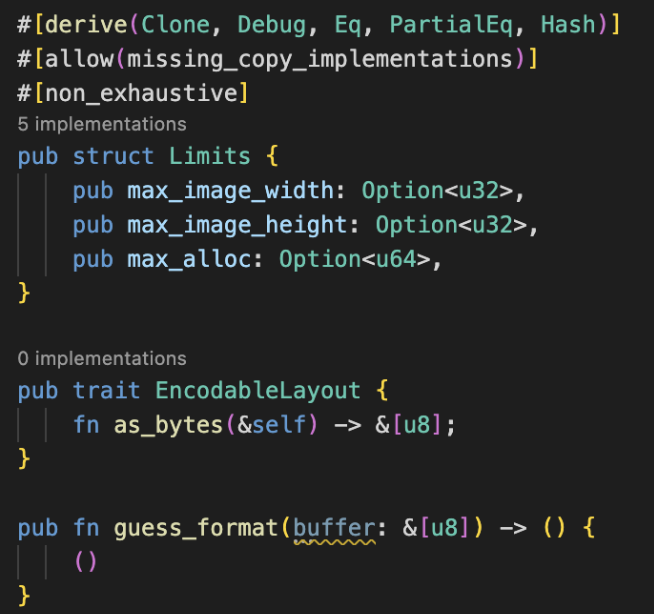 #[derive(Clone, Debug, Eq, PartialEq, Hash)]
#[allow(missing_copy_implementations)]
#[non_exhaustive]
5 implementations
pub struct Limits {
    pub max_image_width: Option<u32>,
    pub max_image_height: Option<u32>,
    pub max_alloc: Option<u64>,
}
0 implementations
pub trait EncodableLayout {
    fn as_bytes(&self) -> &[u8];
}
pub fn guess_format(buffer: &[u8]) -> () {
    ()
}